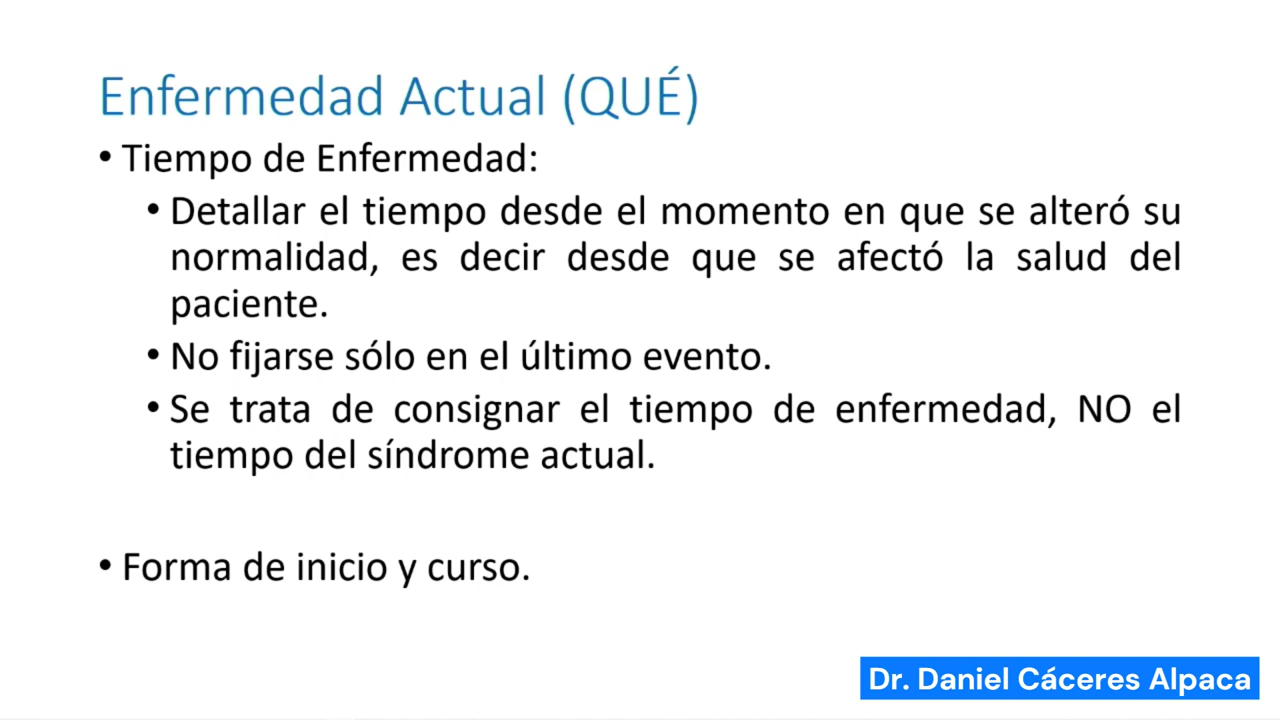 Enfermedad Actual (QUÉ)
• Tiempo de Enfermedad:
• Detallar el tiempo desde el momento en que se alteró su
normalidad, es decir desde que se afectó la salud del
paciente.
• No fijarse sólo en el último evento.
• Se trata de consignar el tiempo de enfermedad, NO el
tiempo del síndrome actual.
• Forma de inicio y curso.
Dr. Daniel Cáceres Alpaca